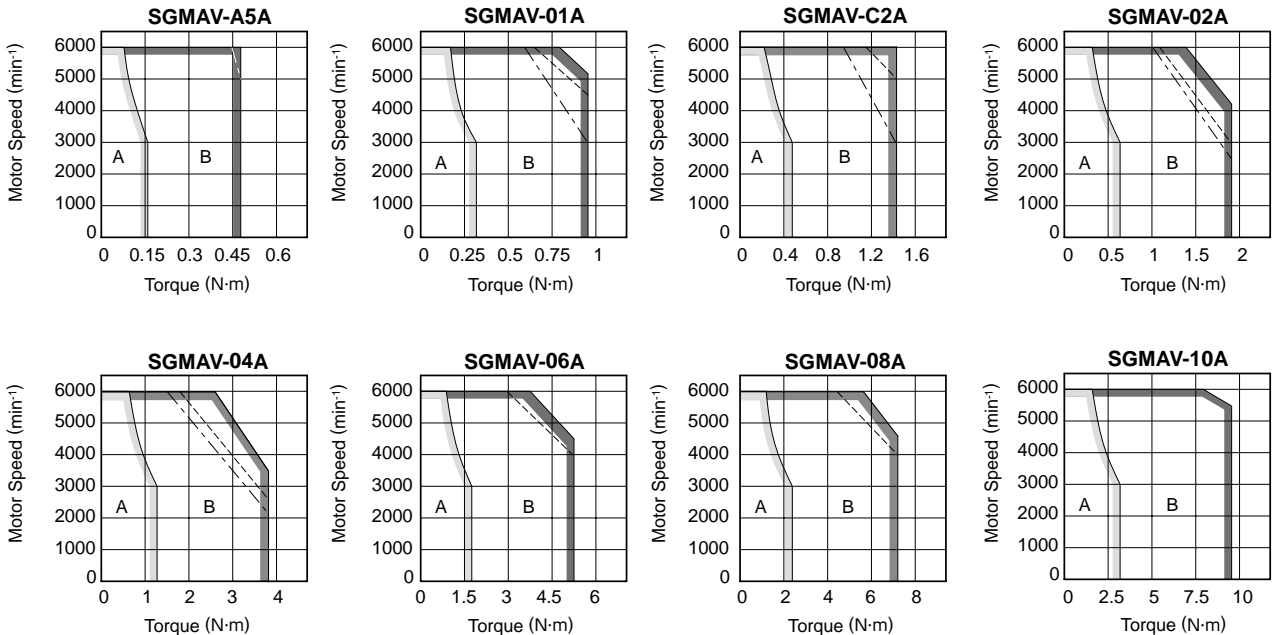 SGMAV-A5A
Motor Speed (min⁻¹)
6000
5000
4000
3000
2000
1000
0
A
B
0 0.15 0.3 0.45 0.6
Torque (N·m)
SGMAV-01A
Motor Speed (min⁻¹)
6000
5000
4000
3000
2000
1000
0
A
B
0 0.25 0.5 0.75 1
Torque (N·m)
SGMAV-C2A
Motor Speed (min⁻¹)
6000
5000
4000
3000
2000
1000
0
A
B
0 0.4 0.8 1.2 1.6
Torque (N·m)
SGMAV-02A
Motor Speed (min⁻¹)
6000
5000
4000
3000
2000
1000
0
A
B
0 0.5 1 1.5 2
Torque (N·m)
SGMAV-04A
Motor Speed (min⁻¹)
6000
5000
4000
3000
2000
1000
0
A
B
0 1 2 3 4
Torque (N·m)
SGMAV-06A
Motor Speed (min⁻¹)
6000
5000
4000
3000
2000
1000
0
A
B
0 1.5 3 4.5 6
Torque (N·m)
SGMAV-08A
Motor Speed (min⁻¹)
6000
5000
4000
3000
2000
1000
0
A
B
0 2 4 6 8
Torque (N·m)
SGMAV-10A
Motor Speed (min⁻¹)
6000
5000
4000
3000
2000
1000
0
A
B
0 2.5 5 7.5 10
Torque (N·m)